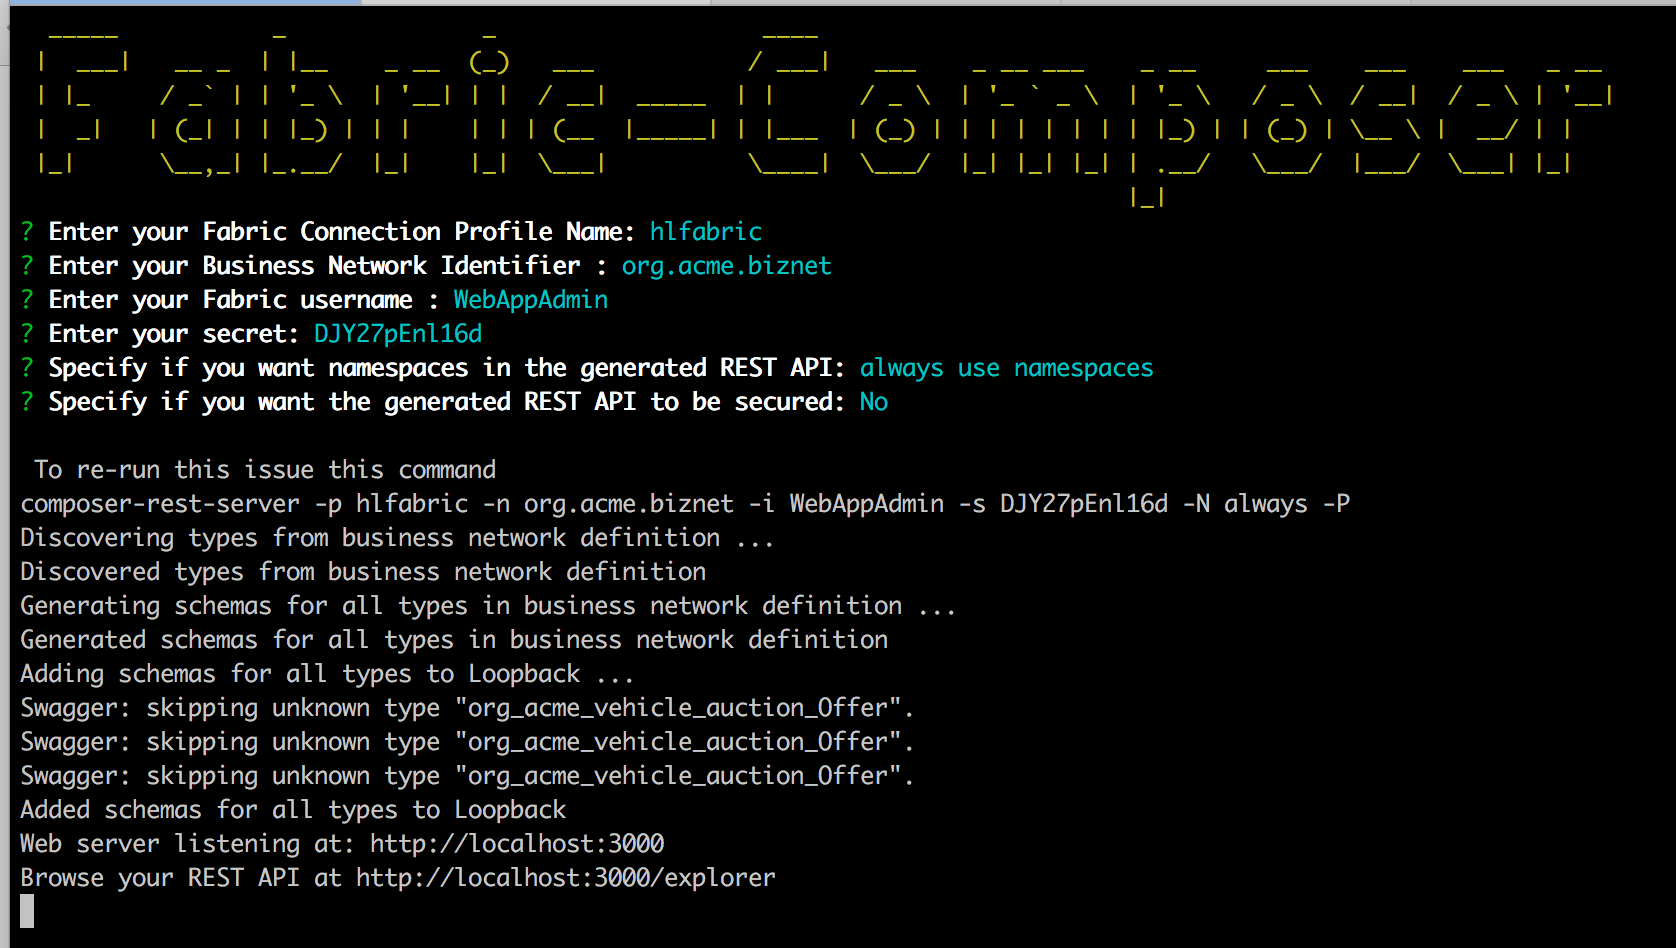 Fabric-Composer
? Enter your Fabric Connection Profile Name: hlfabric
? Enter your Business Network Identifier : org.acme.biznet
? Enter your Fabric username : WebAppAdmin
? Enter your secret: DJY27pEnl16d
? Specify if you want namespaces in the generated REST API: always use namespaces
? Specify if you want the generated REST API to be secured: No
To re-run this issue this command
composer-rest-server -p hlfabric -n org.acme.biznet -i WebAppAdmin -s DJY27pEnl16d -N always -P
Discovering types from business network definition ...
Discovered types from business network definition
Generating schemas for all types in business network definition ...
Generated schemas for all types in business network definition
Adding schemas for all types to Loopback ...
Swagger: skipping unknown type "org_acme_vehicle_auction_Offer".
Swagger: skipping unknown type "org_acme_vehicle_auction_Offer".
Swagger: skipping unknown type "org_acme_vehicle_auction_Offer".
Added schemas for all types to Loopback
Web server listening at: http://localhost:3000
Browse your REST API at http://localhost:3000/explorer